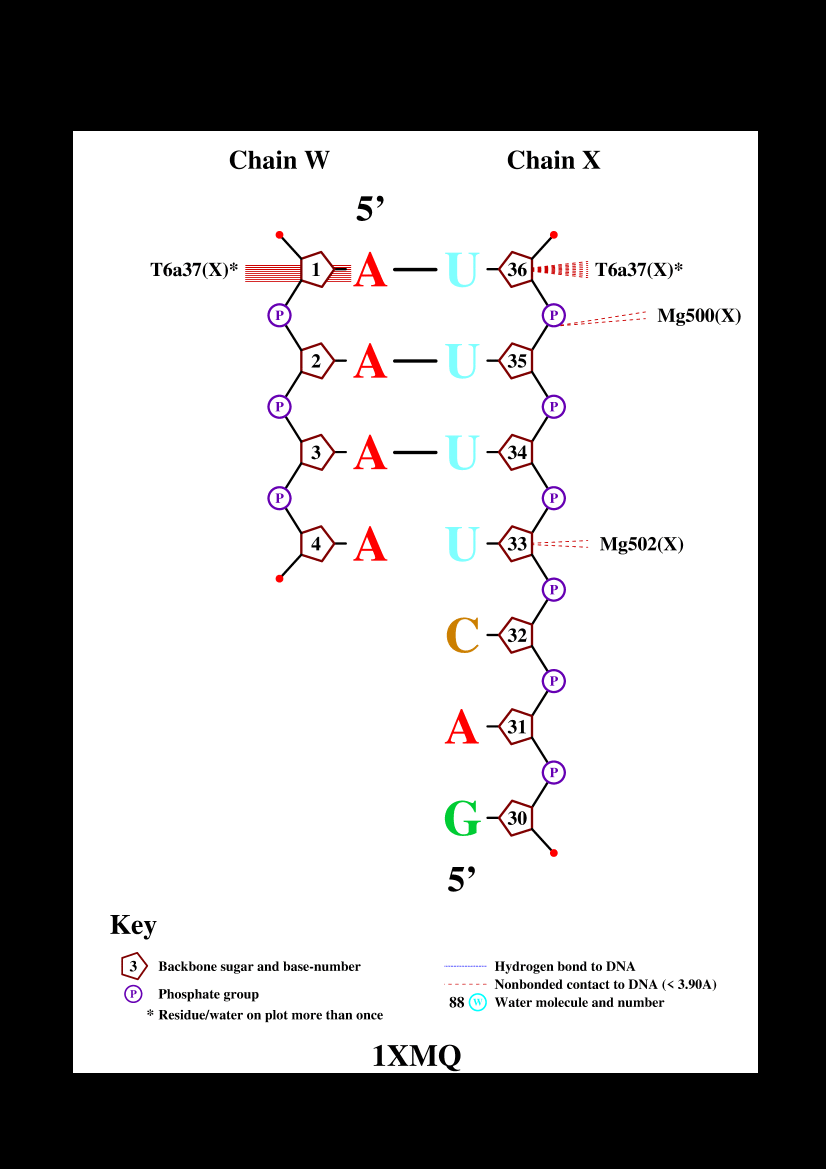 Chain W Chain X
5’
T6a37(X)* 1 A U 36 T6a37(X)*
P P Mg500(X)
2 A U 35
P P
3 A U 34
P P
4 A U 33 Mg502(X)
P
C 32
P
A 31
P
G 30
5’
Key
3 Backbone sugar and base-number
P Phosphate group
* Residue/water on plot more than once
Hydrogen bond to DNA
Nonbonded contact to DNA (< 3.90A)
88 W Water molecule and number
1XMQ